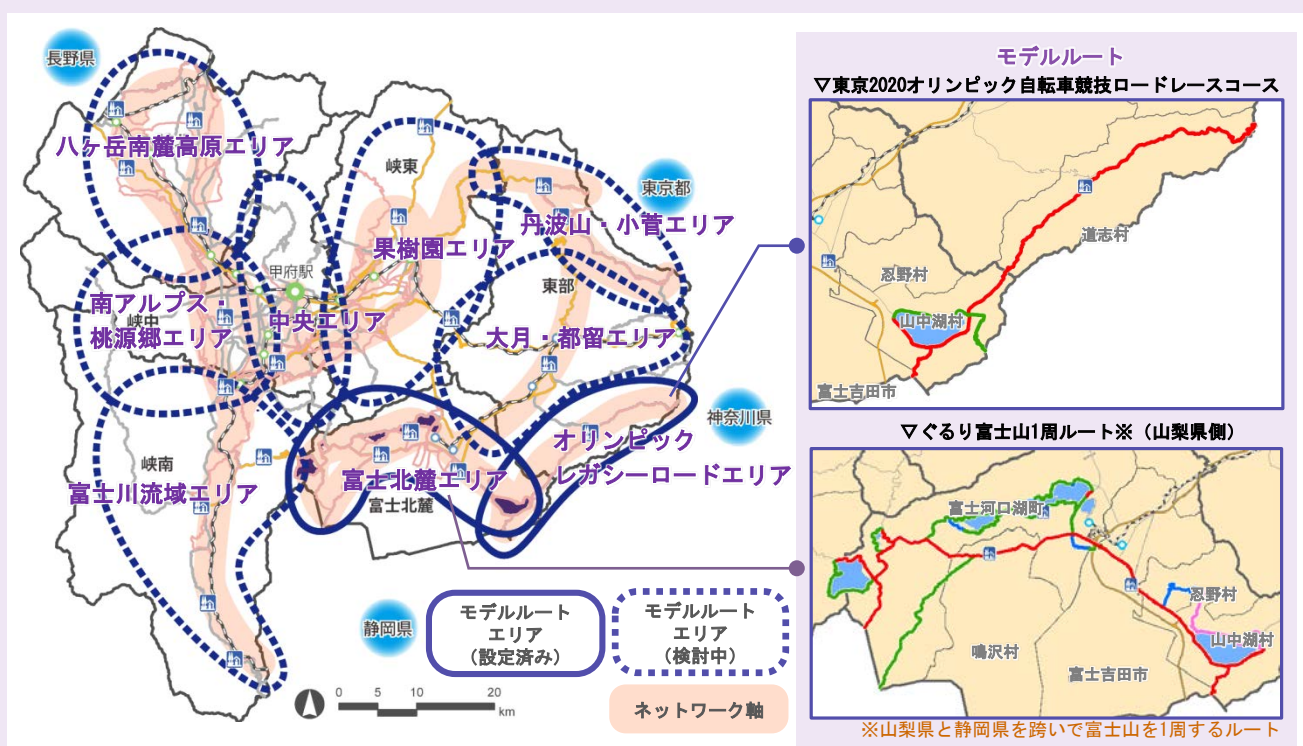 長野県
八ヶ岳南麓高原エリア
峡東
東京都
丹波山・小菅エリア
果樹園エリア
甲府駅
東部
南アルプス・
峡中
桃源郷エリア
中央エリア
大月・都留エリア
神奈川県
オリンピック
レガシーロードエリア
峡南
富士川流域エリア
富士北麓エリア
富士北麓
静岡県
モデルルート
エリア
(設定済み)
モデルルート
エリア
(検討中)
0 5 10 20
km
ネットワーク軸
モデルルート
▽東京2020オリンピック自転車競技ロードレースコース
道志村
忍野村
山中湖村
富士吉田市
▽ぐるり富士山1周ルート※（山梨県側）
富士河口湖町
忍野村
山中湖村
鳴沢村
富士吉田市
※山梨県と静岡県を跨いで富士山を1周するルート